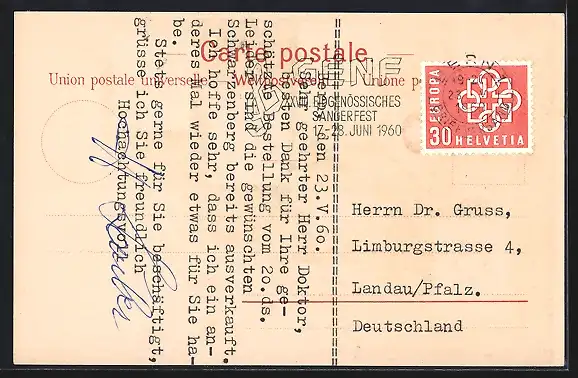 Carte postale
Union postale universelle Weltpostverein Unione po
GENF
XXIV. EIDGENÖSSISCHES
SÄNGERFEST
17-28. JUNI 1960
EUROPA
30 HELVETIA
den 23.V.60.
Sehr geehrter Herr Doktor,
besten Dank für Ihre ge-
schätzte Bestellung vom 20.ds.
Leider sind die gewünschten
Schwarzenberg bereits ausverkauft.
Ich hoffe sehr, dass ich ein an-
deres Mal wieder etwas für Sie ha-
be.
Stets gerne für Sie beschäftigt,
grüsse ich Sie freundlich
Hochachtungsvoll
Herrn Dr. Gruss,
Limburgstrasse 4,
Landau/Pfalz.
Deutschland